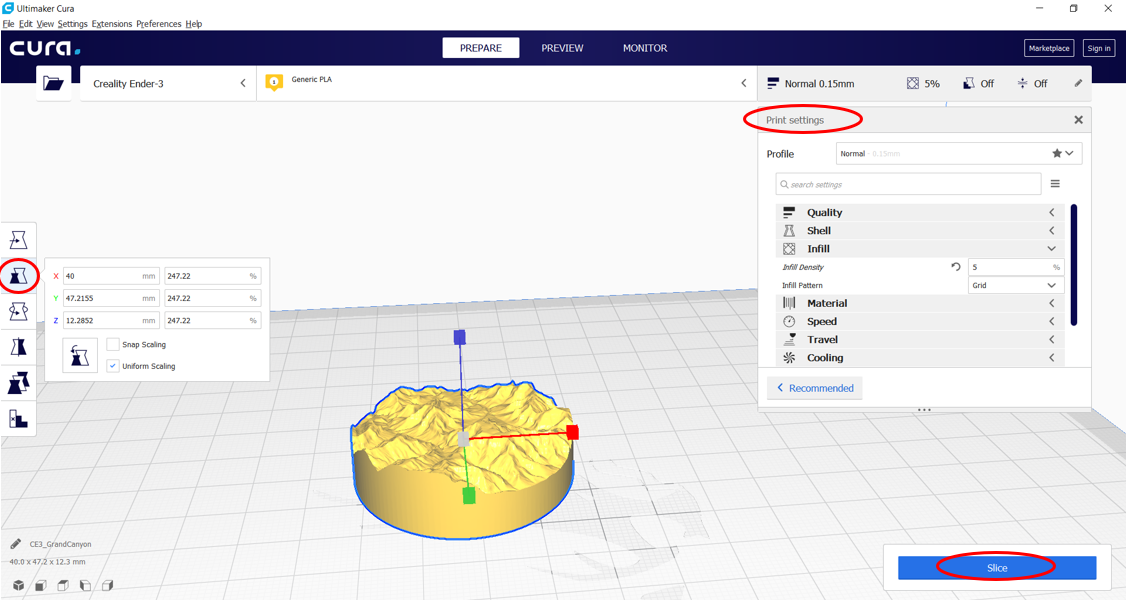 Ultimaker Cura
File Edit View Settings Extensions Preferences Help
cura.
PREPARE PREVIEW MONITOR
Marketplace Sign in
Creality Ender-3
1 Generic PLA
Normal 0.15mm 5% Off Off
Print settings
Profile Normal - 0.15mm
search settings
Quality
Shell
Infill
Infill Density 5 %
Infill Pattern Grid
Material
Speed
Travel
Cooling
Recommended
X 40 mm 247.22 %
Y 47.2155 mm 247.22 %
Z 12.2852 mm 247.22 %
Snap Scaling
Uniform Scaling
CE3_GrandCanyon
40.0 x 47.2 x 12.3 mm
Slice